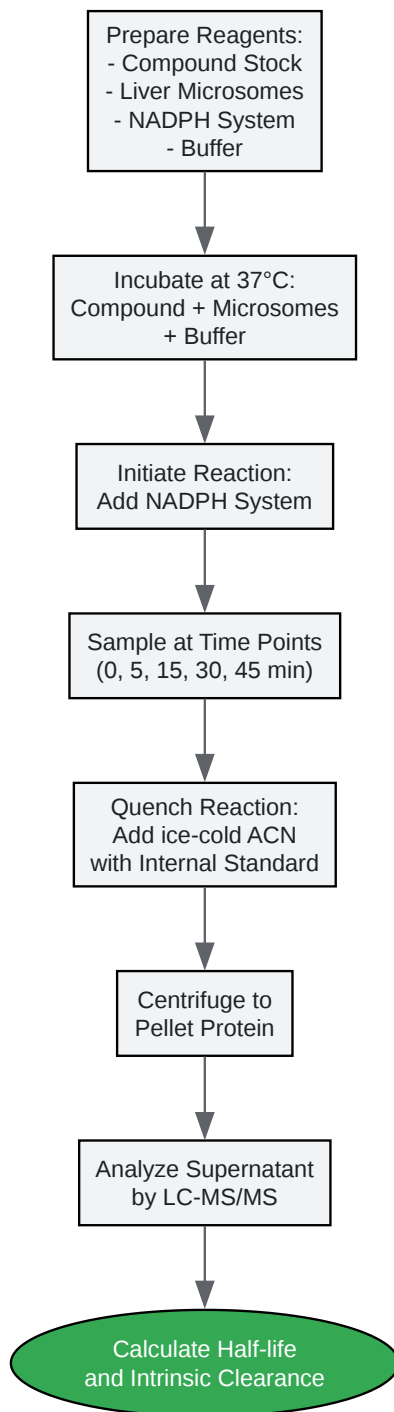 Prepare Reagents:
- Compound Stock
- Liver Microsomes
- NADPH System
- Buffer
Incubate at 37°C:
Compound + Microsomes
+ Buffer
Initiate Reaction:
Add NADPH System
Sample at Time Points
(0, 5, 15, 30, 45 min)
Quench Reaction:
Add ice-cold ACN
with Internal Standard
Centrifuge to
Pellet Protein
Analyze Supernatant
by LC-MS/MS
Calculate Half-life
and Intrinsic Clearance